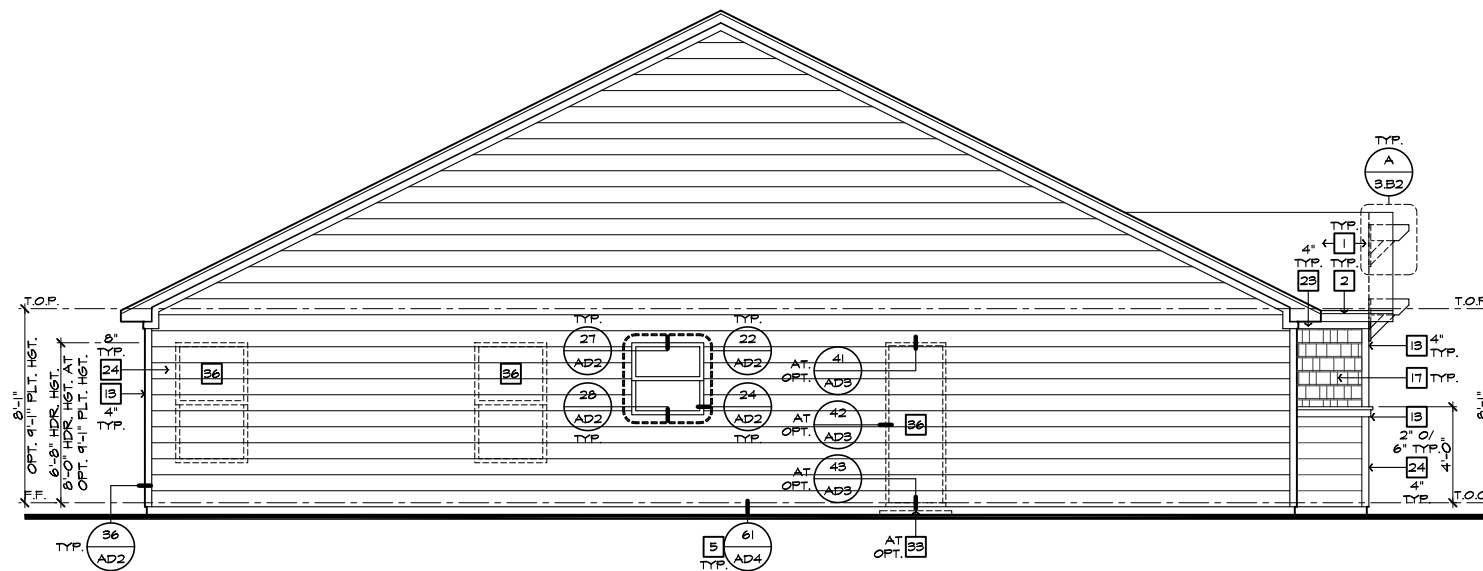 TYP.
A
3.B2
TYP.
1
4"
TYP.
TYP.
23
2
T.O.P.
T.O.P.
8'-1"
OPT. 9'-1" PLT. HGT.
6'-8" HDR. HGT.
8'-0" HDR. HGT. AT
OPT. 9'-1" PLT. HGT.
8"
TYP.
24
13
4"
TYP.
36
36
TYP.
27
AD2
TYP.
22
AD2
28
AD2
TYP.
24
AD2
TYP.
AT
OPT.
41
AD3
AT
OPT.
42
AD3
36
AT
OPT.
43
AD3
13
4"
TYP.
17
TYP.
13
2" O/
6" TYP.
24
4"
TYP.
4'-0"
8'-1"
F.F.
TYP.
36
AD2
5
TYP.
61
AD4
AT
OPT.
33